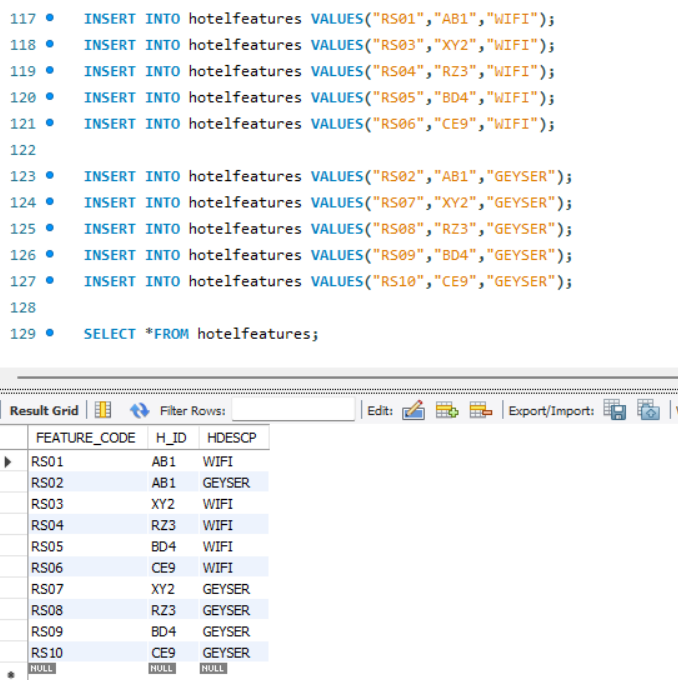 117 INSERT INTO hotelfeatures VALUES("RS01","AB1","WIFI");
118 INSERT INTO hotelfeatures VALUES("RS03","XY2","WIFI");
119 INSERT INTO hotelfeatures VALUES("RS04","RZ3","WIFI");
120 INSERT INTO hotelfeatures VALUES("RS05","BD4","WIFI");
121 INSERT INTO hotelfeatures VALUES("RS06","CE9","WIFI");
122
123 INSERT INTO hotelfeatures VALUES("RS02","AB1","GEYSER");
124 INSERT INTO hotelfeatures VALUES("RS07","XY2","GEYSER");
125 INSERT INTO hotelfeatures VALUES("RS08","RZ3","GEYSER");
126 INSERT INTO hotelfeatures VALUES("RS09","BD4","GEYSER");
127 INSERT INTO hotelfeatures VALUES("RS10","CE9","GEYSER");
128
129 SELECT *FROM hotelfeatures;
Result Grid Filter Rows: Edit: Export/Import:
FEATURE_CODE H_ID HDESCP
RS01 AB1 WIFI
RS02 AB1 GEYSER
RS03 XY2 WIFI
RS04 RZ3 WIFI
RS05 BD4 WIFI
RS06 CE9 WIFI
RS07 XY2 GEYSER
RS08 RZ3 GEYSER
RS09 BD4 GEYSER
RS10 CE9 GEYSER
NULL NULL NULL